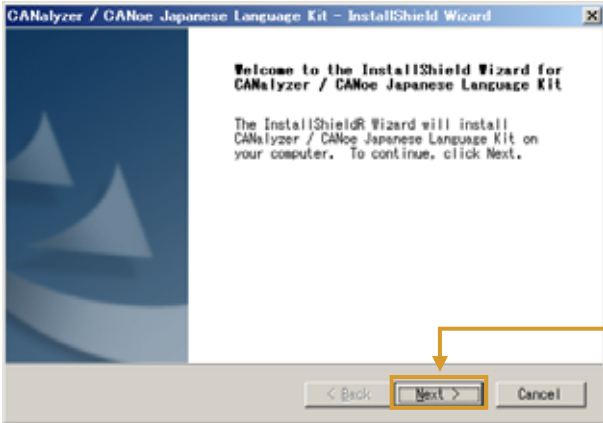 CANalyzer / CANoe Japanese Language Kit - InstallShield Wizard
Welcome to the InstallShield Wizard for
CANalyzer / CANoe Japanese Language Kit
The InstallShieldR Wizard will install
CANalyzer / CANoe Japanese Language Kit on
your computer. To continue, click Next.
< Back Next > Cancel